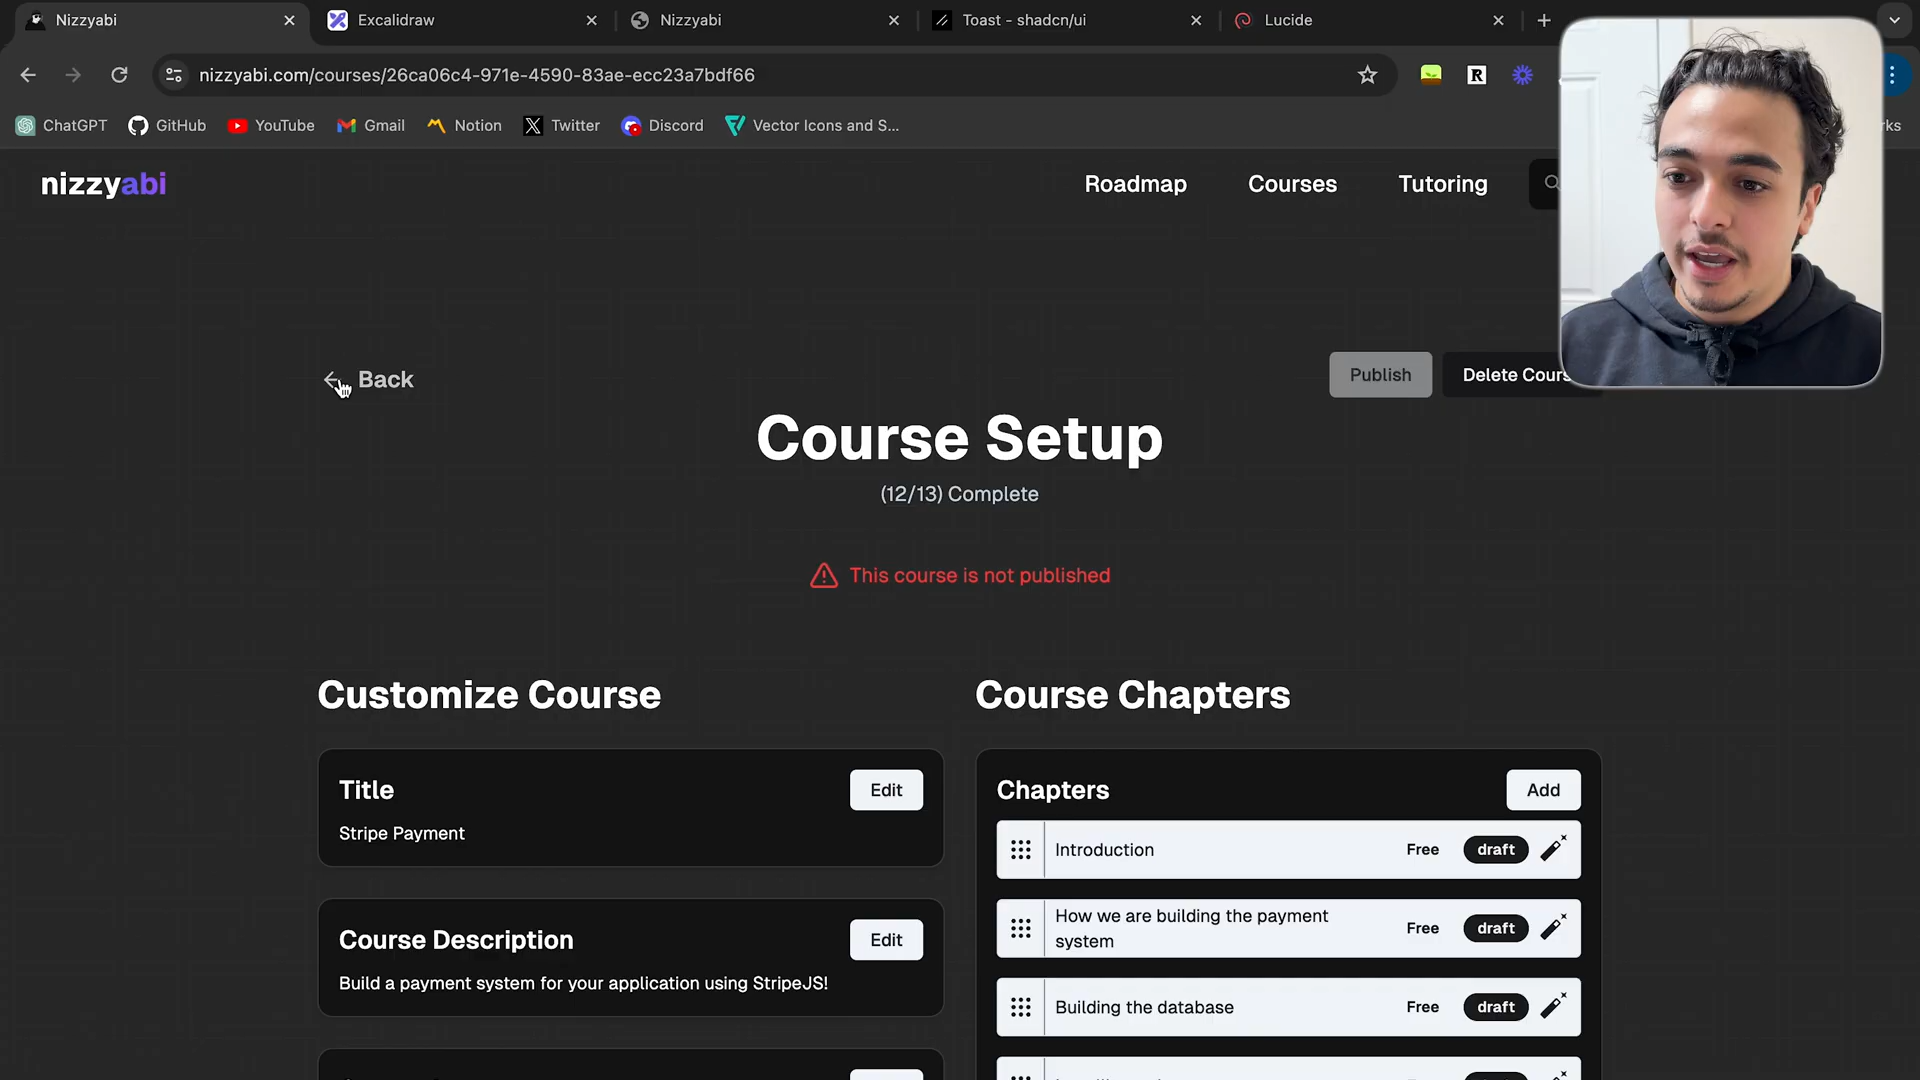 Nizzyabi
Excalidraw
Nizzyabi
Toast - shadcn/ui
Lucide
nizzyabi.com/courses/26ca06c4-971e-4590-83ae-ecc23a7bdf66
R
ChatGPT
GitHub
YouTube
Gmail
Notion
Twitter
Discord
Vector Icons and S...
nizzyabi
Roadmap
Courses
Tutoring
Back
Publish
Delete Cours
Course Setup
(12/13) Complete
This course is not published
Customize Course
Title
Edit
Stripe Payment
Course Description
Edit
Build a payment system for your application using StripeJS!
Course Chapters
Chapters
Add
Introduction
Free
draft
How we are building the payment
system
Free
draft
Building the database
Free
draft